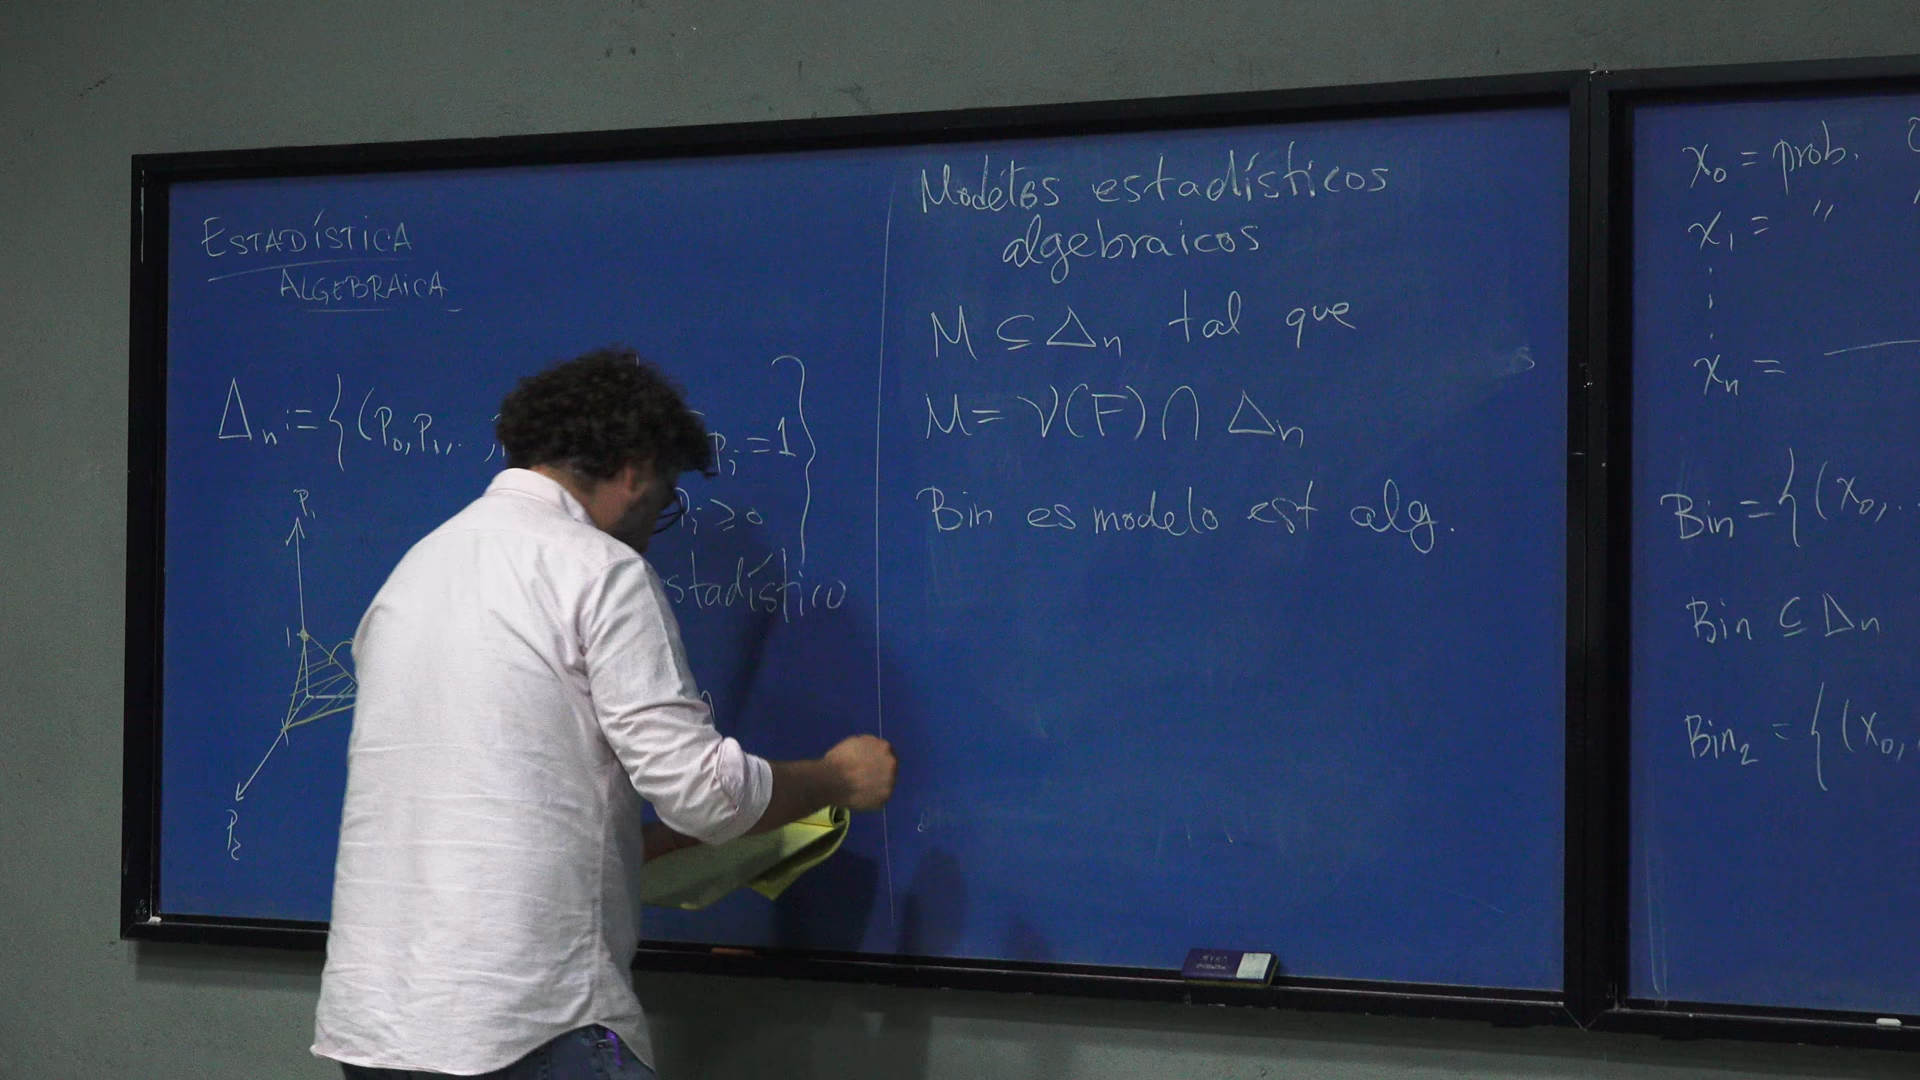 ESTADÍSTICA
ALGEBRAICA
Δn := {(P0, P1, .. , Pi = 1}
Pi ≥ 0
estadístico
P1
1
P2
Modelos estadísticos
algebraicos
M ⊆ Δn tal que
M = V(F) ∩ Δn
Bin es modelo est alg.
x0 = prob.
x1 = "
⋮
xn =
Bin = {(x0, .
Bin ⊆ Δn
Bin2 = {(x0,